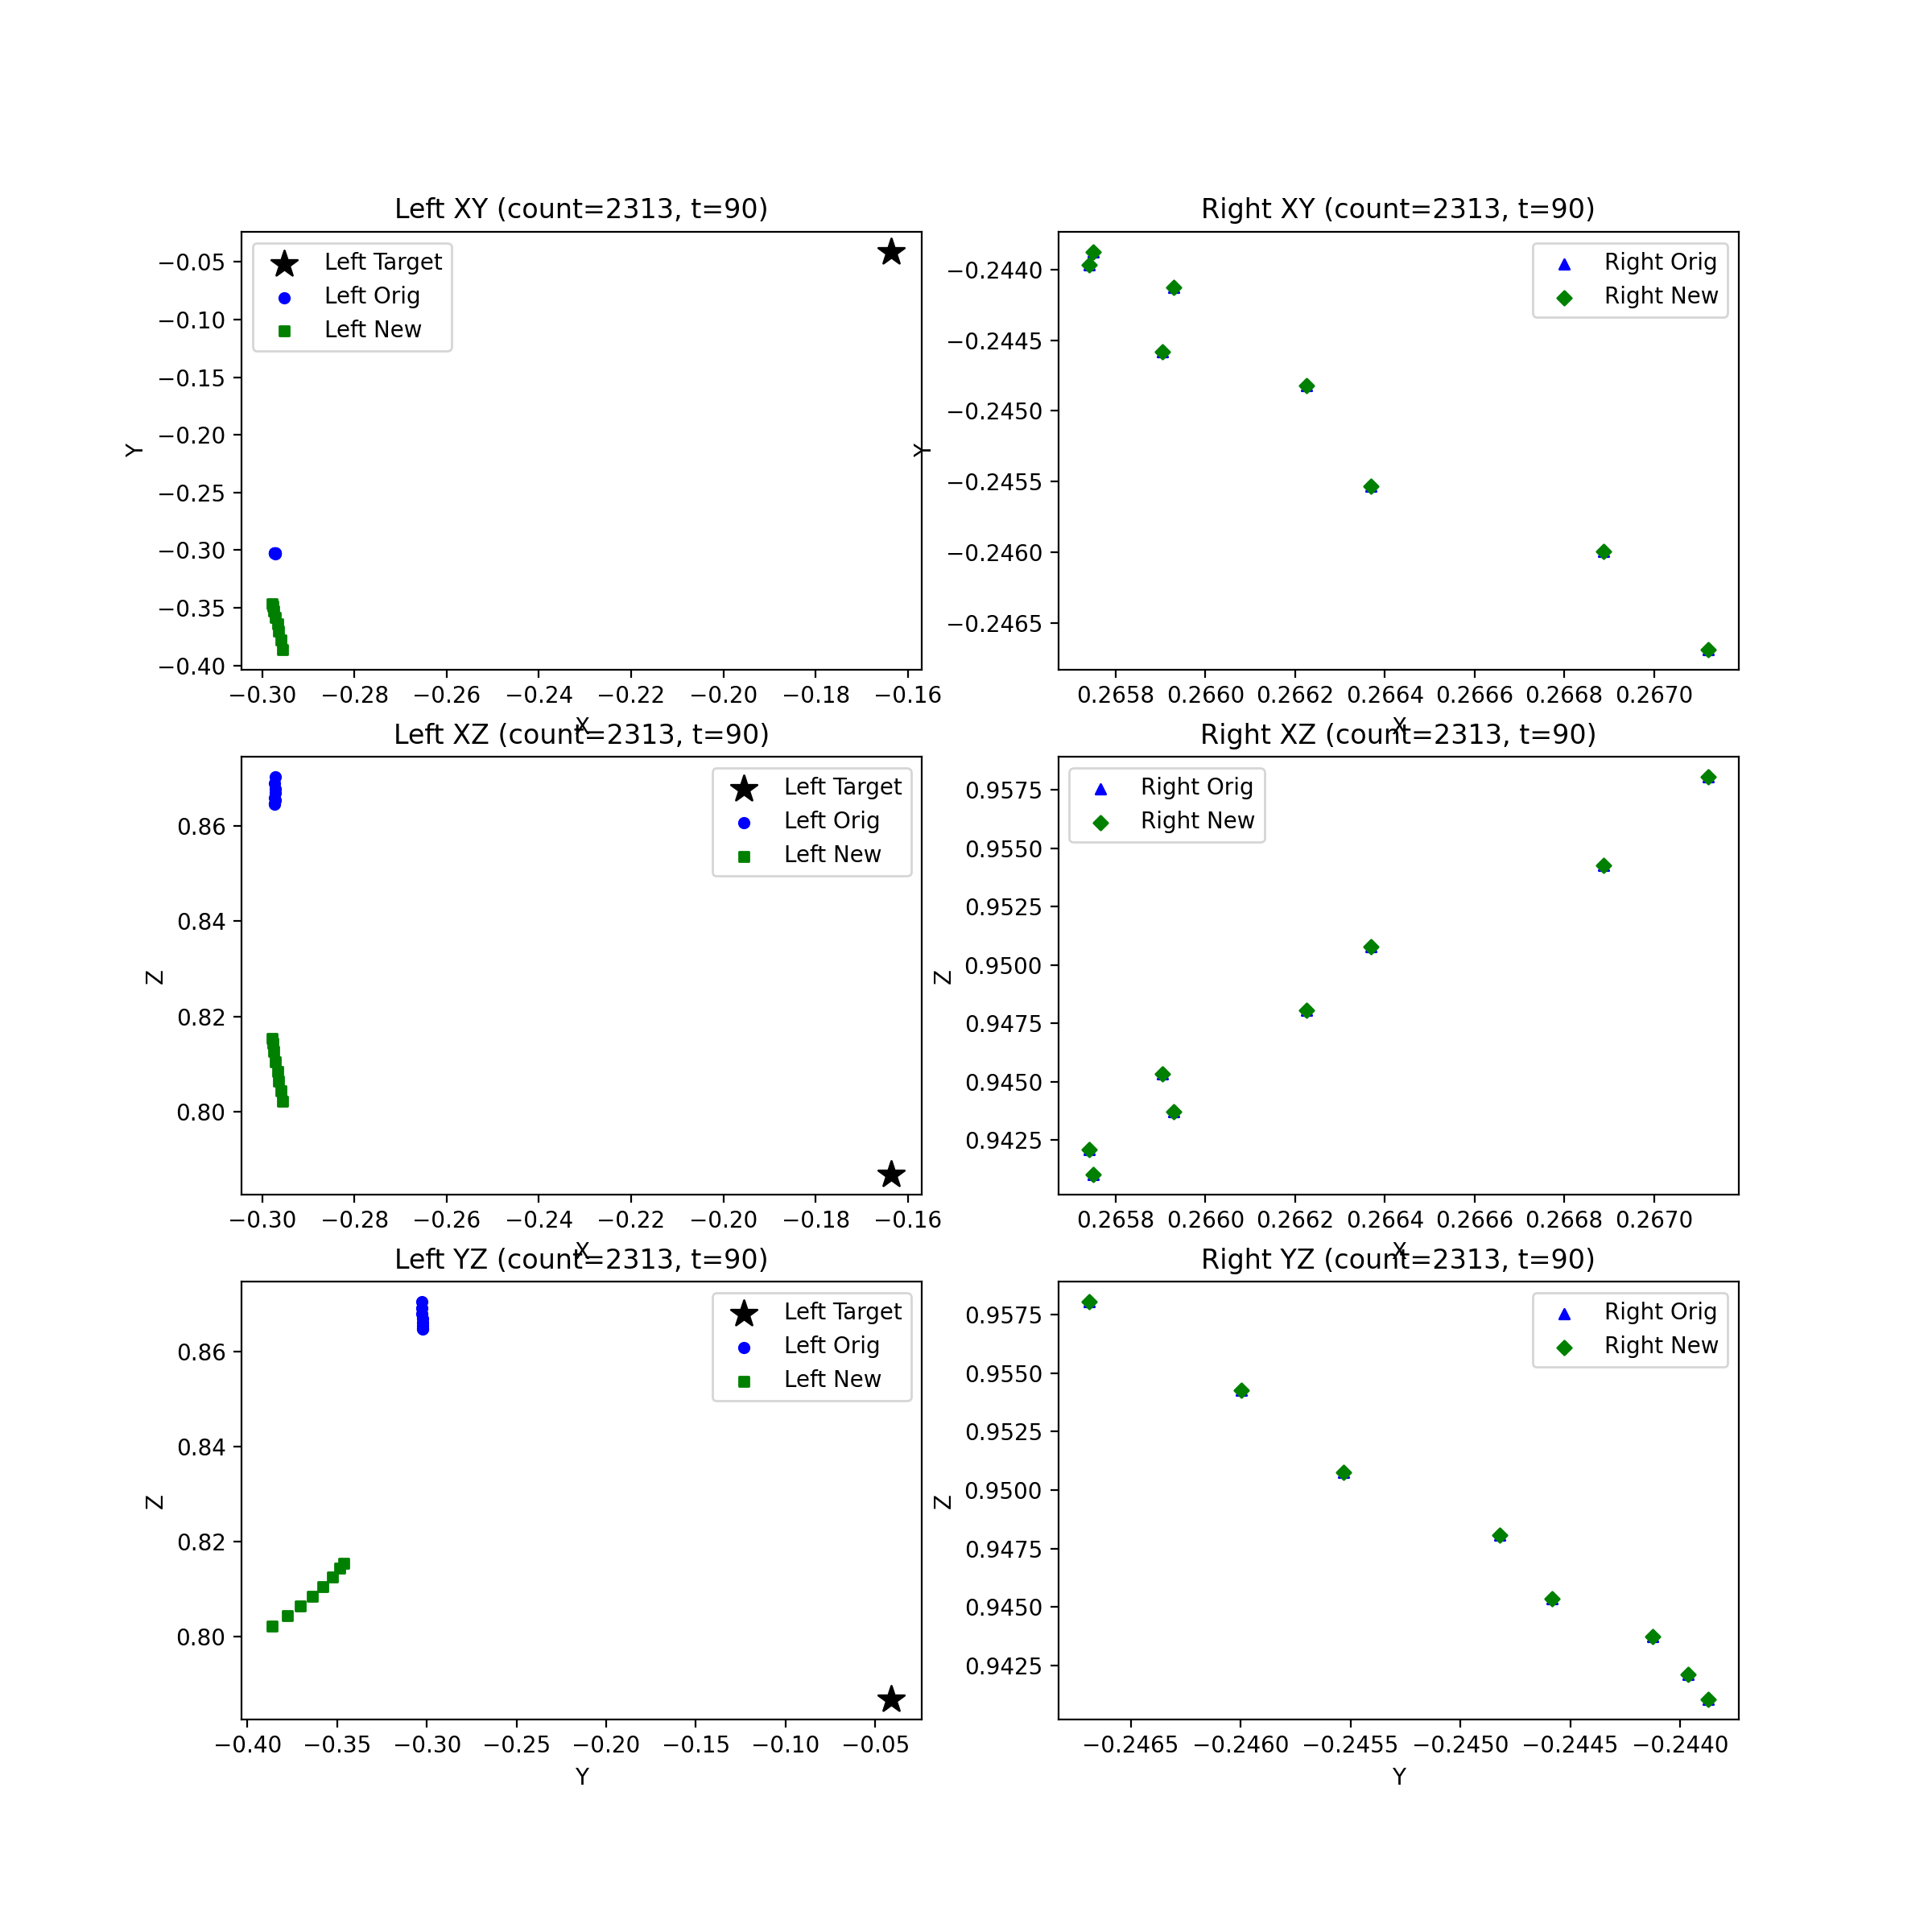 Left XY (count=2313, t=90)
Left Target
Left Orig
Left New
−0.05
−0.10
−0.15
−0.20
−0.25
−0.30
−0.35
−0.40
Y
−0.30 −0.28 −0.26 −0.24 −0.22 −0.20 −0.18 −0.16
X
Right XY (count=2313, t=90)
Right Orig
Right New
−0.2440
−0.2445
−0.2450
−0.2455
−0.2460
−0.2465
Y
0.2658 0.2660 0.2662 0.2664 0.2666 0.2668 0.2670
X
Left XZ (count=2313, t=90)
Left Target
Left Orig
Left New
0.86
0.84
0.82
0.80
Z
−0.30 −0.28 −0.26 −0.24 −0.22 −0.20 −0.18 −0.16
X
Right XZ (count=2313, t=90)
Right Orig
Right New
0.9575
0.9550
0.9525
0.9500
0.9475
0.9450
0.9425
Z
0.2658 0.2660 0.2662 0.2664 0.2666 0.2668 0.2670
X
Left YZ (count=2313, t=90)
Left Target
Left Orig
Left New
0.86
0.84
0.82
0.80
Z
−0.40 −0.35 −0.30 −0.25 −0.20 −0.15 −0.10 −0.05
Y
Right YZ (count=2313, t=90)
Right Orig
Right New
0.9575
0.9550
0.9525
0.9500
0.9475
0.9450
0.9425
Z
−0.2465 −0.2460 −0.2455 −0.2450 −0.2445 −0.2440
Y